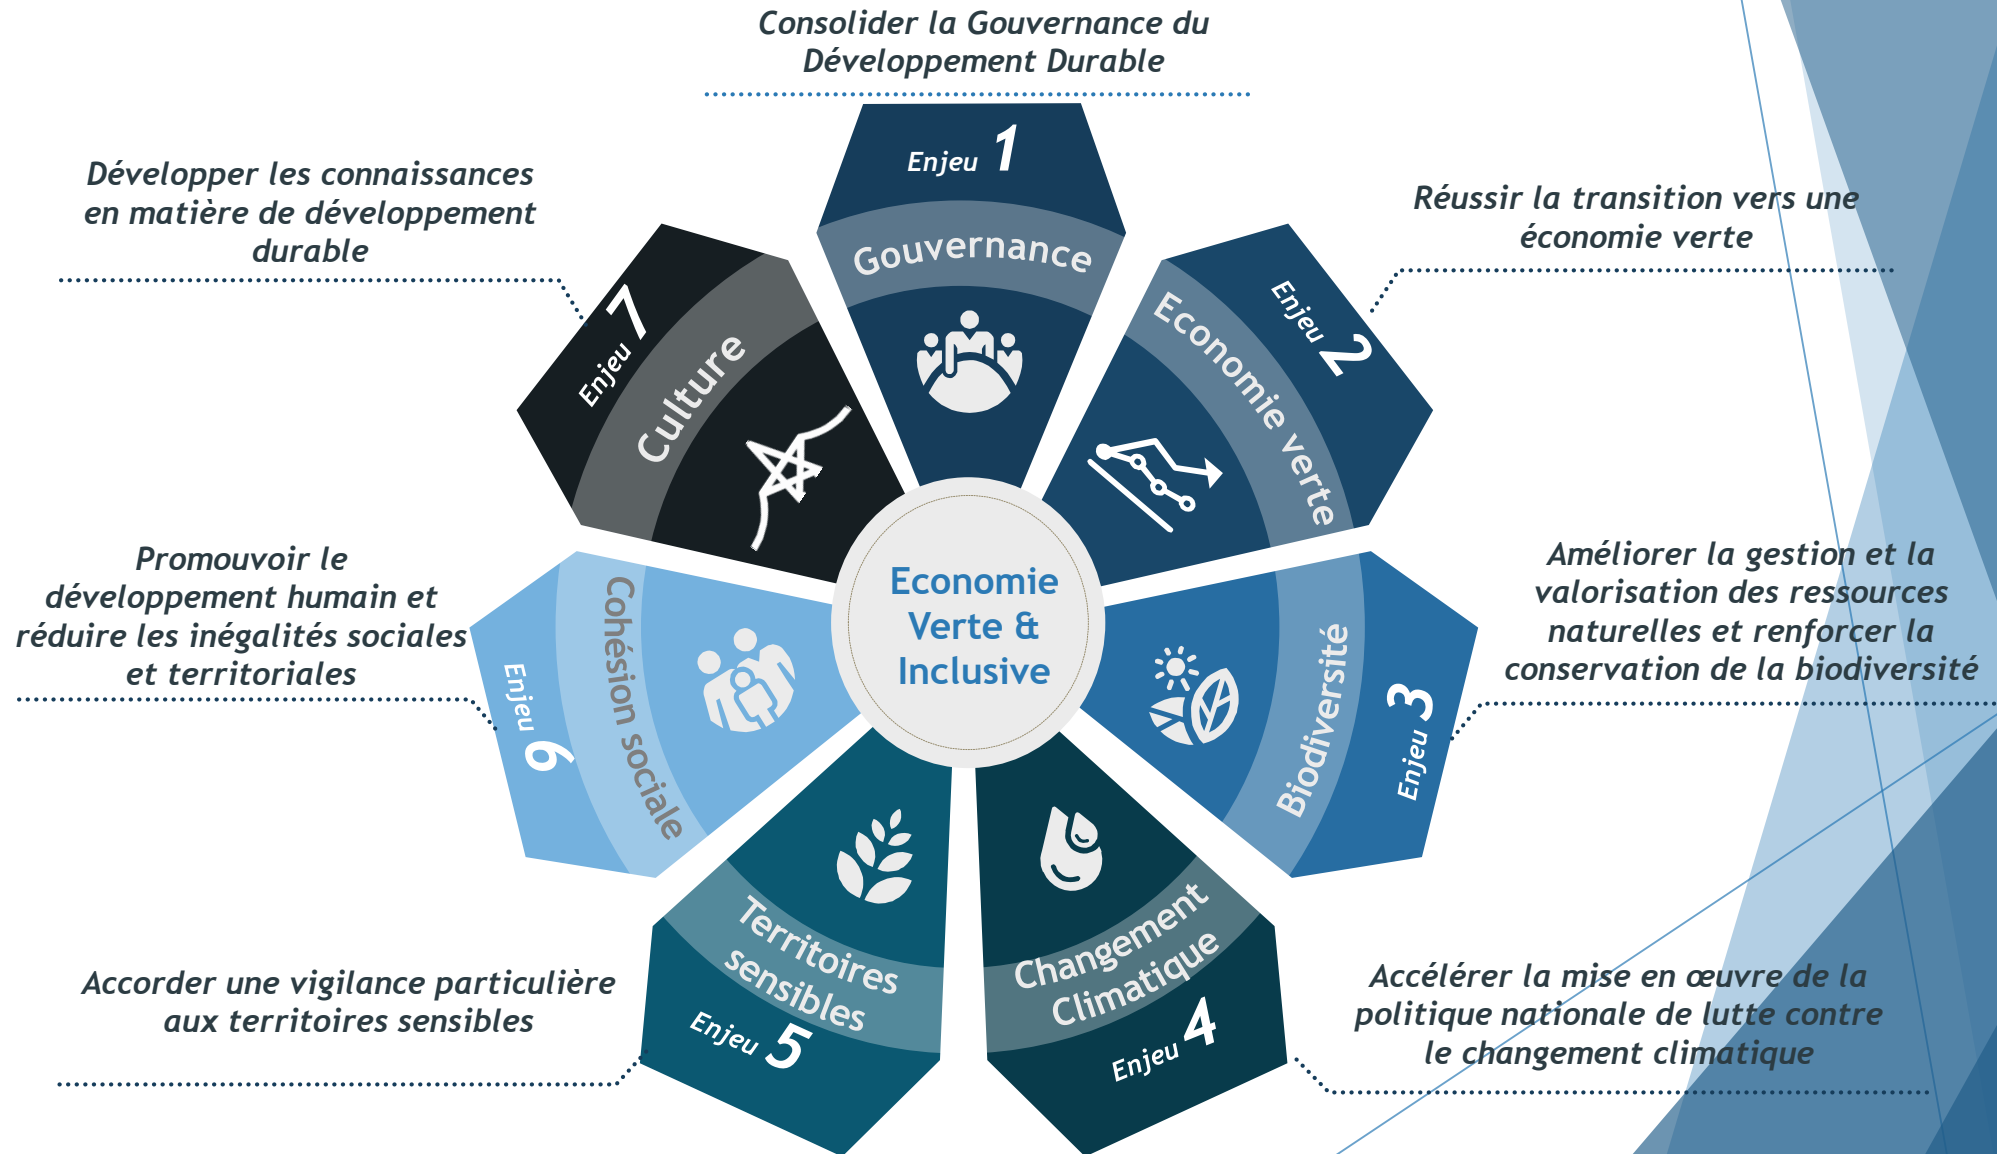 Consolider la Gouvernance du
Développement Durable
Enjeu 1
Gouvernance
Réussir la transition vers une
économie verte
Enjeu 2
Economie verte
Améliorer la gestion et la
valorisation des ressources
naturelles et renforcer la
conservation de la biodiversité
Enjeu 3
Biodiversité
Accélérer la mise en œuvre de la
politique nationale de lutte contre
le changement climatique
Changement
Climatique
Enjeu 4
Accorder une vigilance particulière
aux territoires sensibles
Territoires
sensibles
Enjeu 5
Promouvoir le
développement humain et
réduire les inégalités sociales
et territoriales
Enjeu 6
Cohésion sociale
Développer les connaissances
en matière de développement
durable
Enjeu 7
Culture
Economie
Verte &
Inclusive